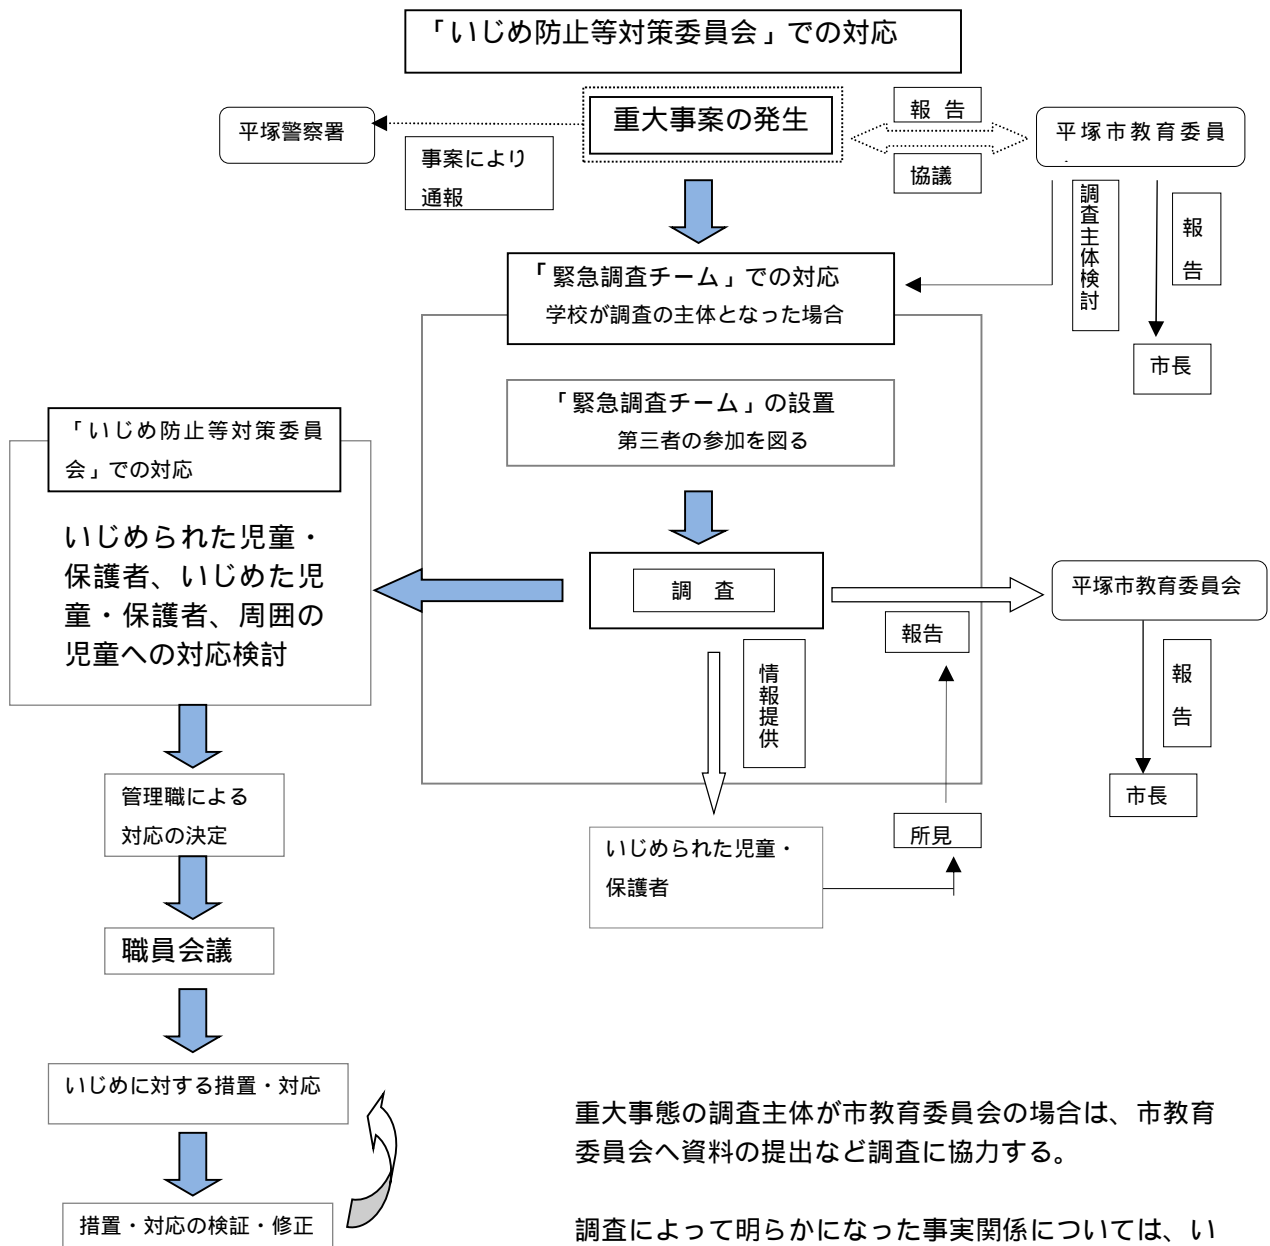 「いじめ防止等対策委員会」での対応
平塚警察署
重大事案の発生
報 告
平塚市教育委員
事案により
通報
協議
調査主体検討
報
告
「緊急調査チーム」での対応
学校が調査の主体となった場合
市長
「緊急調査チーム」の設置
第三者の参加を図る
「いじめ防止等対策委員
会」での対応
いじめられた児童・
保護者、いじめた児
童・保護者、周囲の
児童への対応検討
調 査
平塚市教育委員会
報告
情報提供
報
告
管理職による
対応の決定
市長
所見
いじめられた児童・
保護者
職員会議
いじめに対する措置・対応
措置・対応の検証・修正
重大事態の調査主体が市教育委員会の場合は、市教育
委員会へ資料の提出など調査に協力する。
調査によって明らかになった事実関係については、い